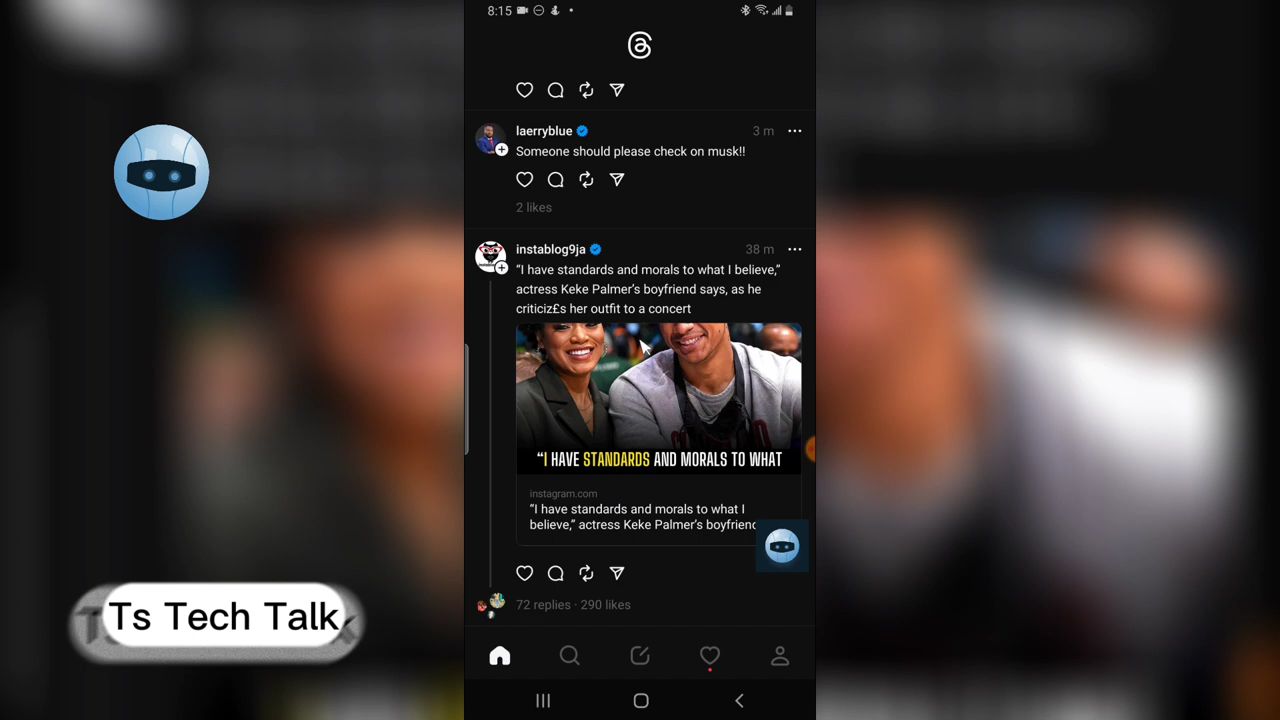 8:15
laerryblue
3 m
Someone should please check on musk!!
2 likes
instablog9ja
38 m
“I have standards and morals to what I believe,”
actress Keke Palmer’s boyfriend says, as he
criticiz£s her outfit to a concert
“I HAVE STANDARDS AND MORALS TO WHAT
instagram.com
“I have standards and morals to what I
believe,” actress Keke Palmer’s boyfriend
72 replies · 290 likes
Ts Tech Talk